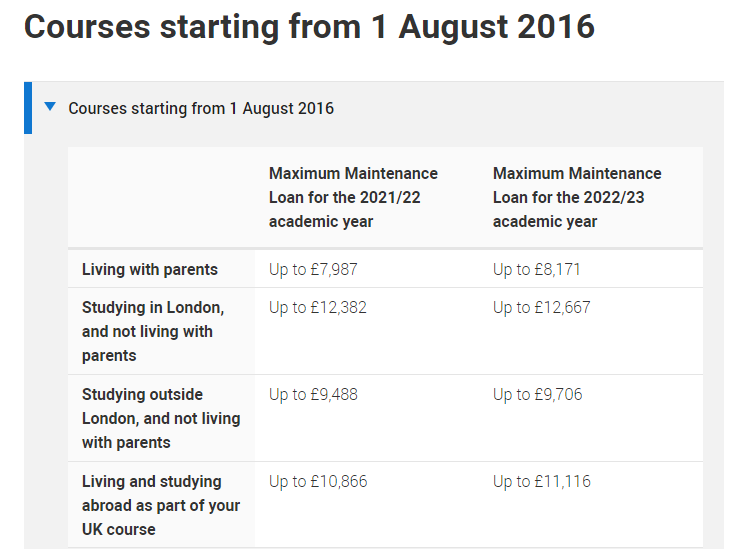 Courses starting from 1 August 2016
Courses starting from 1 August 2016
Maximum Maintenance
Loan for the 2021/22
academic year
Maximum Maintenance
Loan for the 2022/23
academic year
Living with parents
Up to £7,987
Up to £8,171
Studying in London,
and not living with
parents
Up to £12,382
Up to £12,667
Studying outside
London, and not living
with parents
Up to £9,488
Up to £9,706
Living and studying
abroad as part of your
UK course
Up to £10,866
Up to £11,116